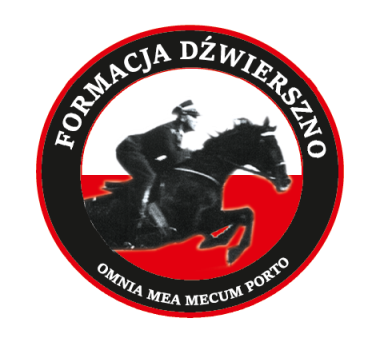 FORMACJA DŹWIERSZNO
OMNIA MEA MECUM PORTO